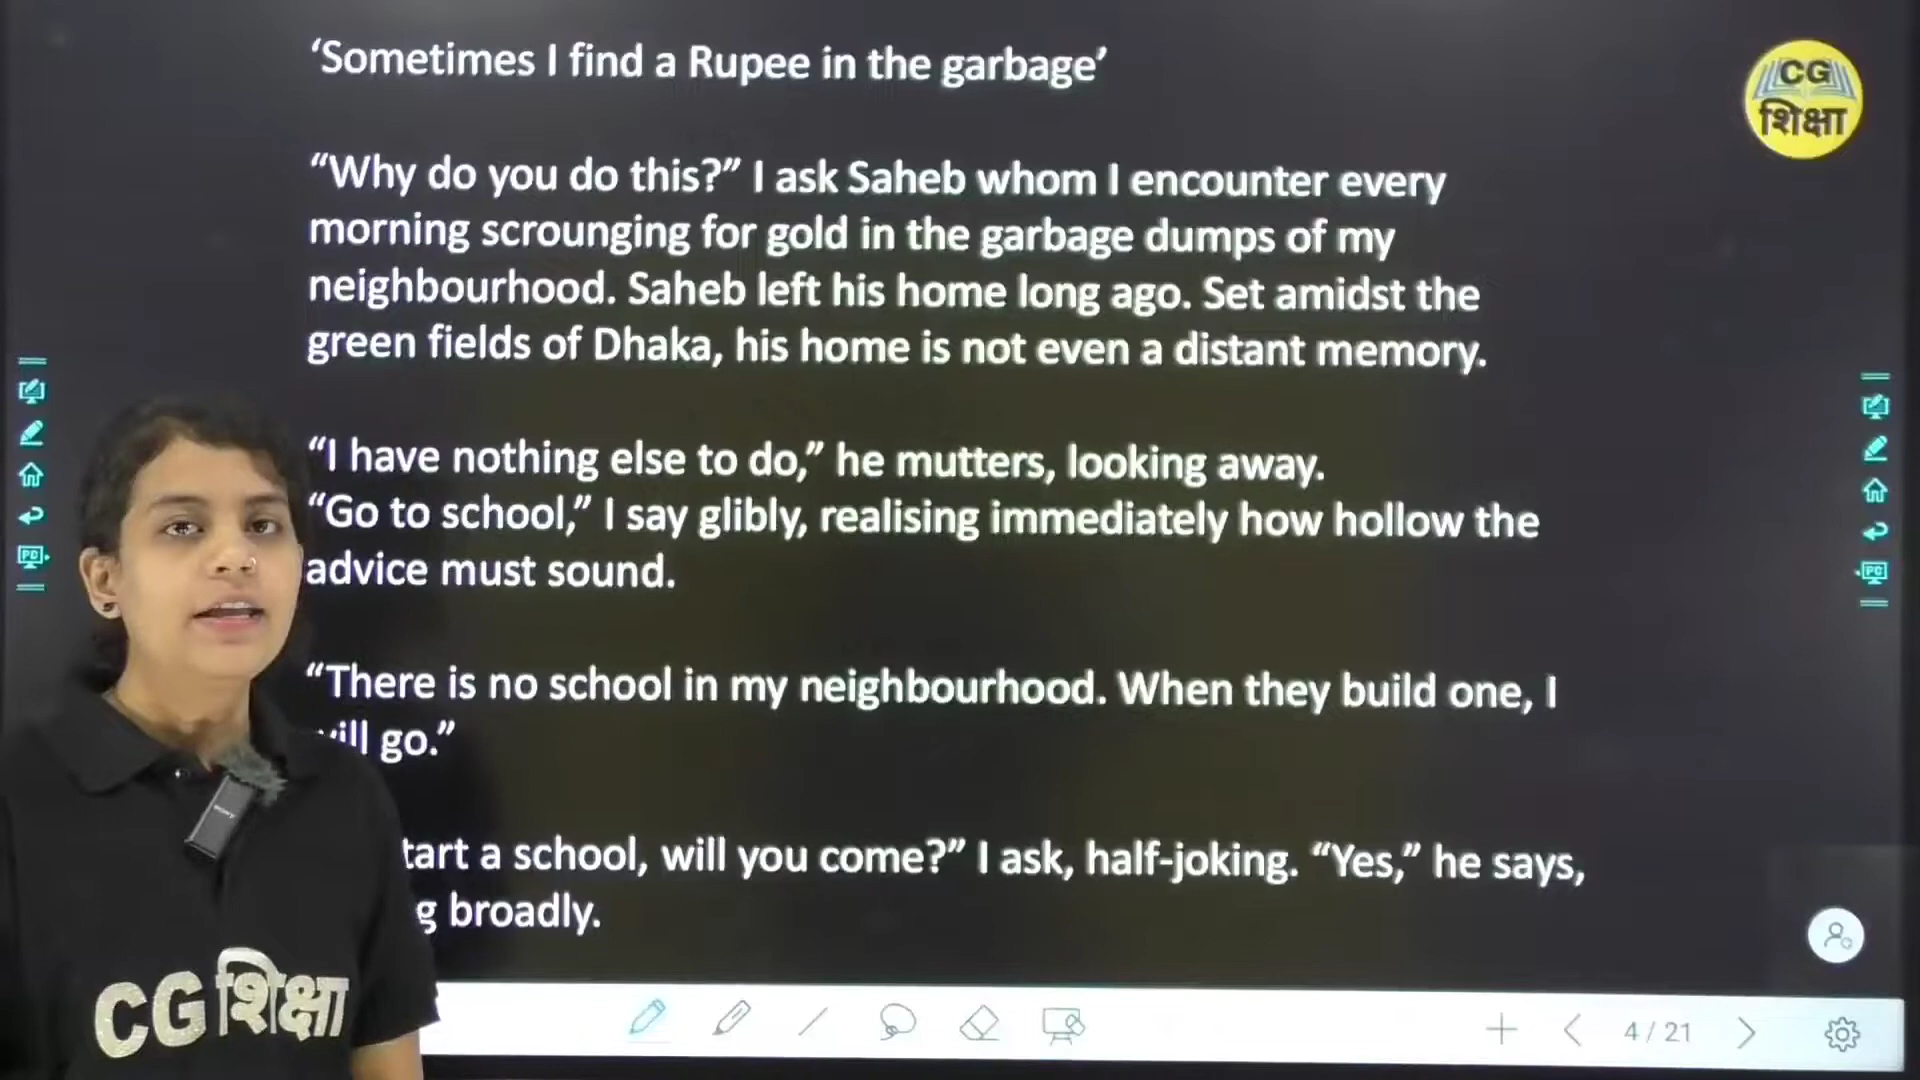 ‘Sometimes I find a Rupee in the garbage’
CG
शिक्षा
“Why do you do this?” I ask Saheb whom I encounter every
morning scrounging for gold in the garbage dumps of my
neighbourhood. Saheb left his home long ago. Set amidst the
green fields of Dhaka, his home is not even a distant memory.
“I have nothing else to do,” he mutters, looking away.
“Go to school,” I say glibly, realising immediately how hollow the
advice must sound.
“There is no school in my neighbourhood. When they build one, I
go.”
a school, will you come?” I ask, half-joking. “Yes,” he says,
broadly.
CG शिक्षा
SONY
4 / 21
PC
PC